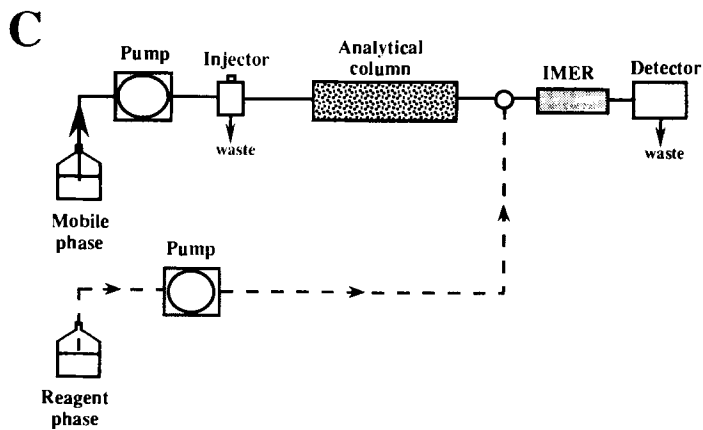 C
Pump
Injector
Analytical
column
IMER
Detector
waste
waste
Mobile
phase
Pump
Reagent
phase